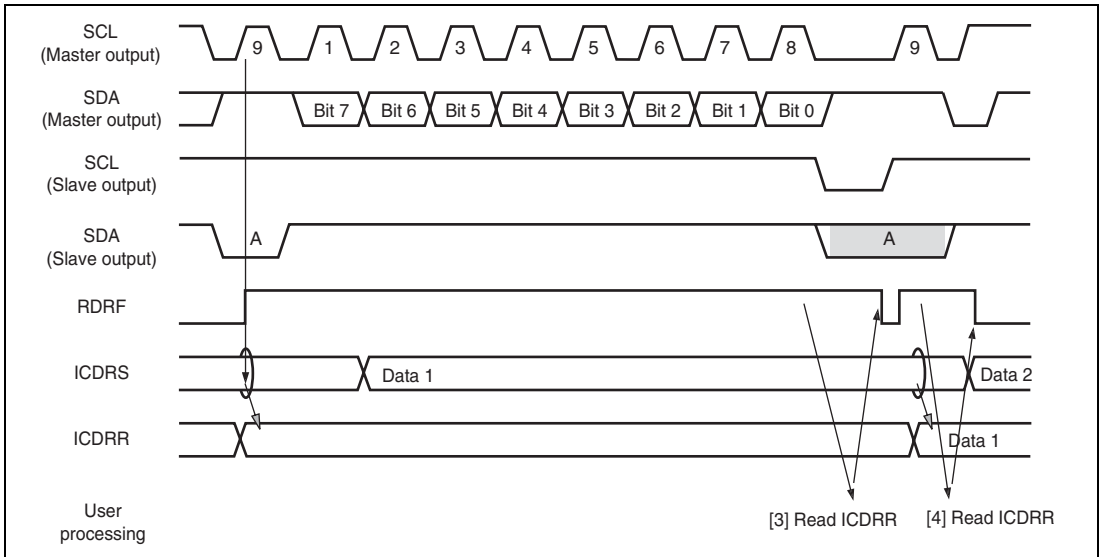 SCL
(Master output)
9 1 2 3 4 5 6 7 8 9
SDA
(Master output)
Bit 7 Bit 6 Bit 5 Bit 4 Bit 3 Bit 2 Bit 1 Bit 0
SCL
(Slave output)
SDA
(Slave output)
A A
RDRF
ICDRS
Data 1 Data 2
ICDRR
Data 1
User
processing
[3] Read ICDRR [4] Read ICDRR